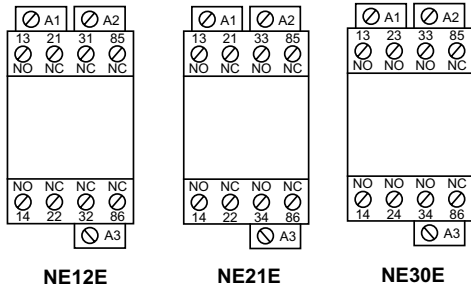 A1 A2
13 21 31 85
NO NC NC NC
NO NC NC NC
14 22 32 86
A3
NE12E
A1 A2
13 21 33 85
NO NC NO NC
NO NC NO NC
14 22 34 86
A3
NE21E
A1 A2
13 23 33 85
NO NO NO NC
NO NO NO NC
14 24 34 86
A3
NE30E